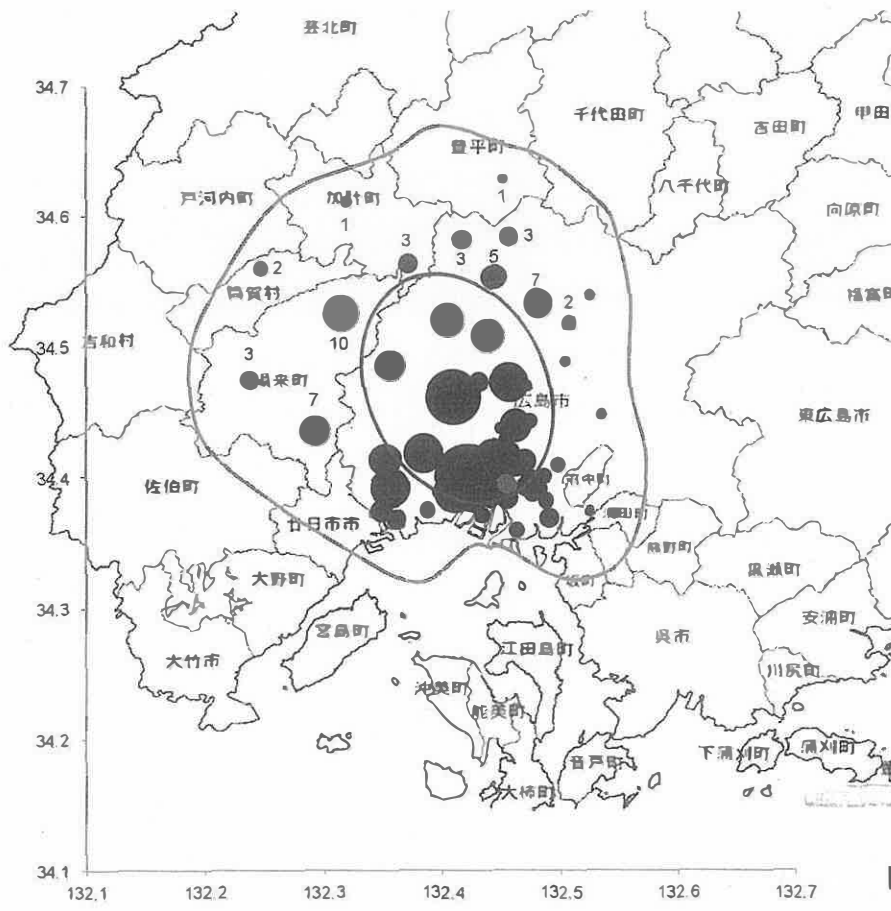 芸北町
34.7
千代田町
吉田町
甲田
豊平町
戸河内町
加計町
1
八千代町
34.6
1
向原町
3
3
3
5
2
筒賀村
7
2
福富町
34.5
吉和村
10
3
湯来町
広島市
7
東広島市
34.4
佐伯町
府中町
廿日市市
海田町
熊野町
大野町
坂町
黒瀬町
34.3
宮島町
江田島町
呉市
安浦町
大竹市
川尻町
沖美町
能美町
34.2
音戸町
下蒲刈町
蒲刈町
大柿町
34.1
132.1
132.2
132.3
132.4
132.5
132.6
132.7